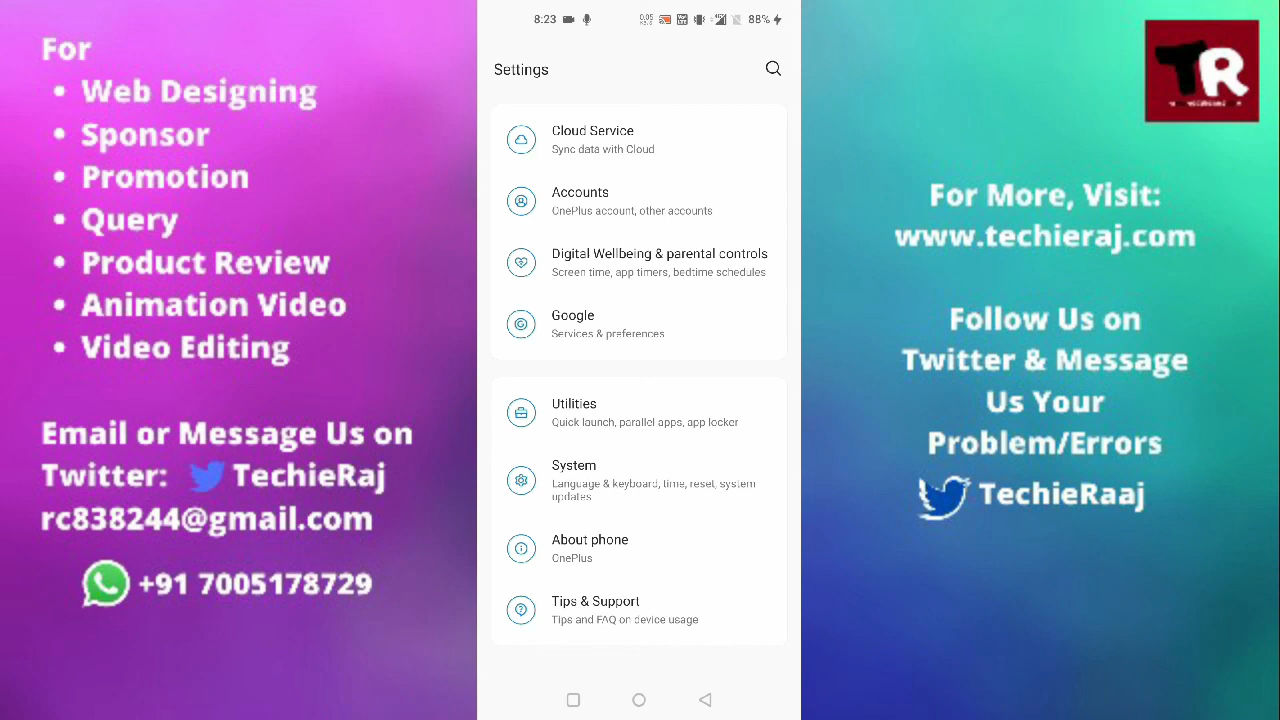 For
• Web Designing
• Sponsor
• Promotion
• Query
• Product Review
• Animation Video
• Video Editing
Email or Message Us on
Twitter: TechieRaj
rc838244@gmail.com
+91 7005178729
8:23
0.05
88%
Settings
Cloud Service
Sync data with Cloud
Accounts
OnePlus account, other accounts
Digital Wellbeing & parental controls
Screen time, app timers, bedtime schedules
Google
Services & preferences
Utilities
Quick launch, parallel apps, app locker
System
Language & keyboard, time, reset, system
updates
About phone
OnePlus
Tips & Support
Tips and FAQ on device usage
TR
For More, Visit:
www.techieraj.com
Follow Us on
Twitter & Message
Us Your
Problem/Errors
TechieRaaj